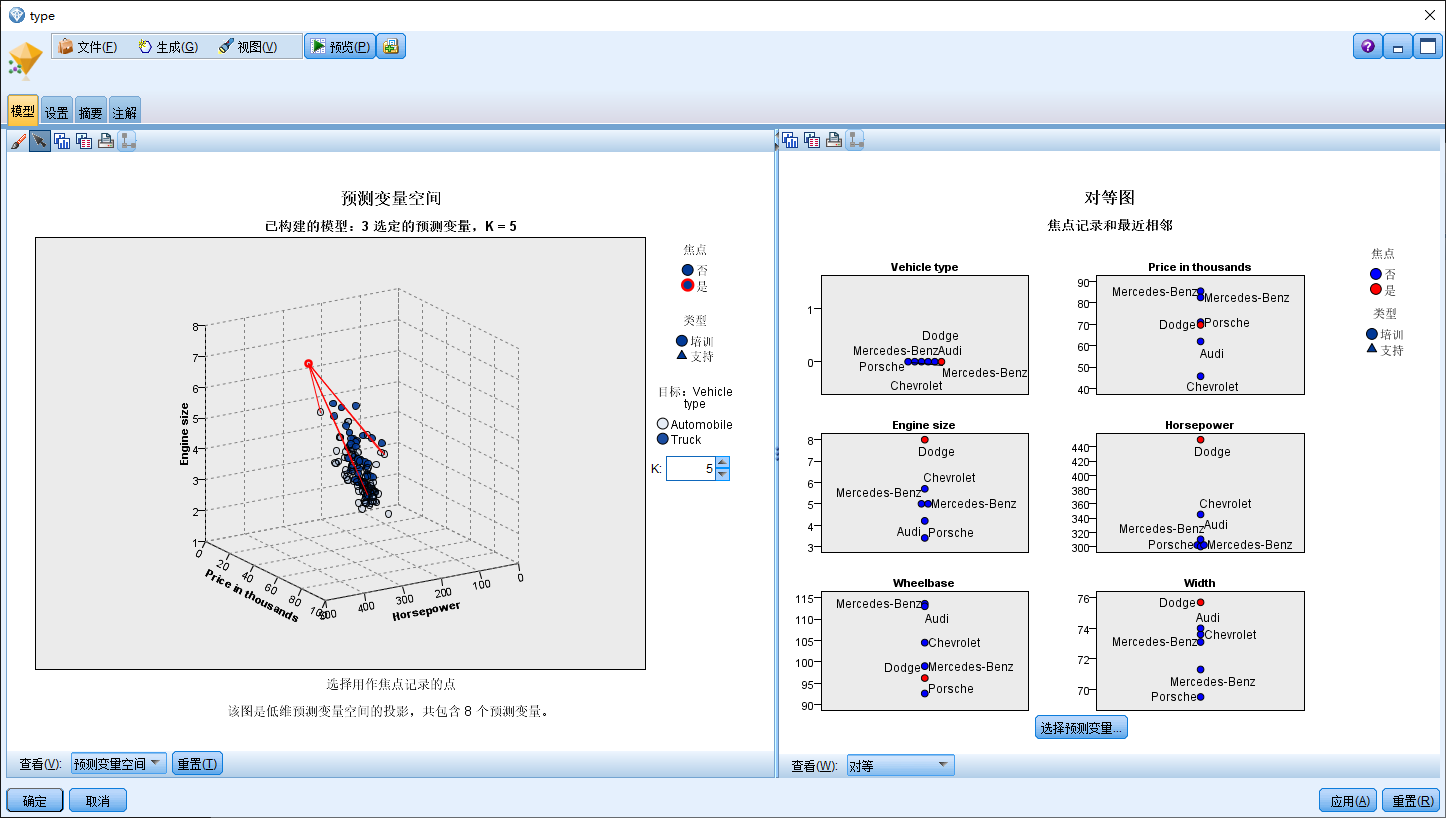 type
文件(F) 生成(G) 视图(V) 预览(P)
模型 设置 摘要 注解
预测变量空间
已构建的模型：3 选定的预测变量，K = 5
焦点
否
是
类型
培训
支持
目标：Vehicle
type
Automobile
Truck
K: 5
Engine size
8
7
6
5
4
3
2
1
0
20
40
60
80
100
Price in thousands
500
400
300
200
100
0
Horsepower
选择用作焦点记录的点
该图是低维预测变量空间的投影，共包含 8 个预测变量。
查看(V): 预测变量空间 重置(T)
对等图
焦点记录和最近相邻
焦点
否
是
类型
培训
支持
Vehicle type
1
0
Dodge
Mercedes-Benz Audi
Porsche
Mercedes-Benz
Chevrolet
Price in thousands
90
80
70
60
50
40
Mercedes-Benz
Mercedes-Benz
Dodge Porsche
Audi
Chevrolet
Engine size
8
7
6
5
4
3
Dodge
Chevrolet
Mercedes-Benz
Mercedes-Benz
Audi Porsche
Horsepower
440
420
400
380
360
340
320
300
Dodge
Chevrolet
Mercedes-Benz Audi
Porsche Mercedes-Benz
Wheelbase
115
110
105
100
95
90
Mercedes-Benz
Audi
Chevrolet
Dodge Mercedes-Benz
Porsche
Width
76
74
72
70
Dodge
Audi
Chevrolet
Mercedes-Benz
Mercedes-Benz
Porsche
选择预测变量...
查看(W): 对等
确定 取消 应用(A) 重置(R)